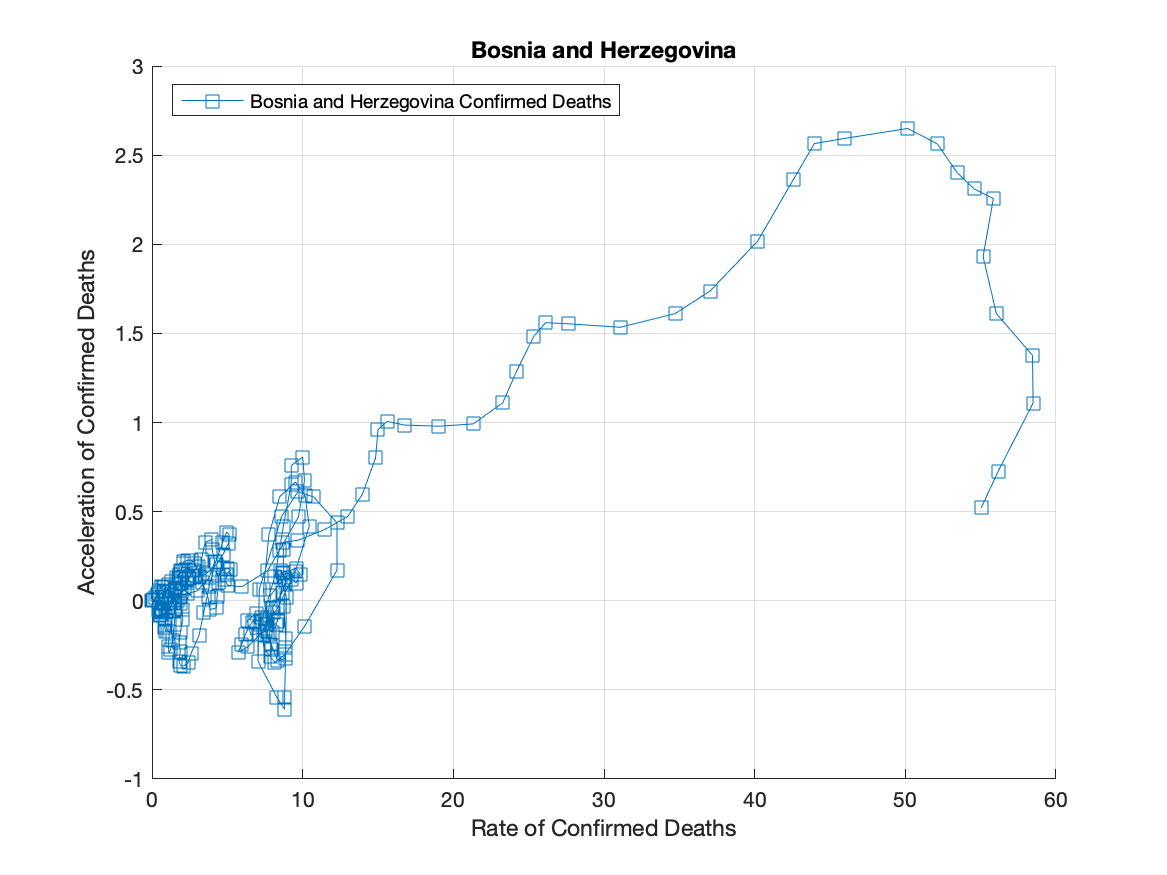 Bosnia and Herzegovina
3
Bosnia and Herzegovina Confirmed Deaths
2.5
2
1.5
1
0.5
0
-0.5
-1
Acceleration of Confirmed Deaths
0 10 20 30 40 50 60
Rate of Confirmed Deaths